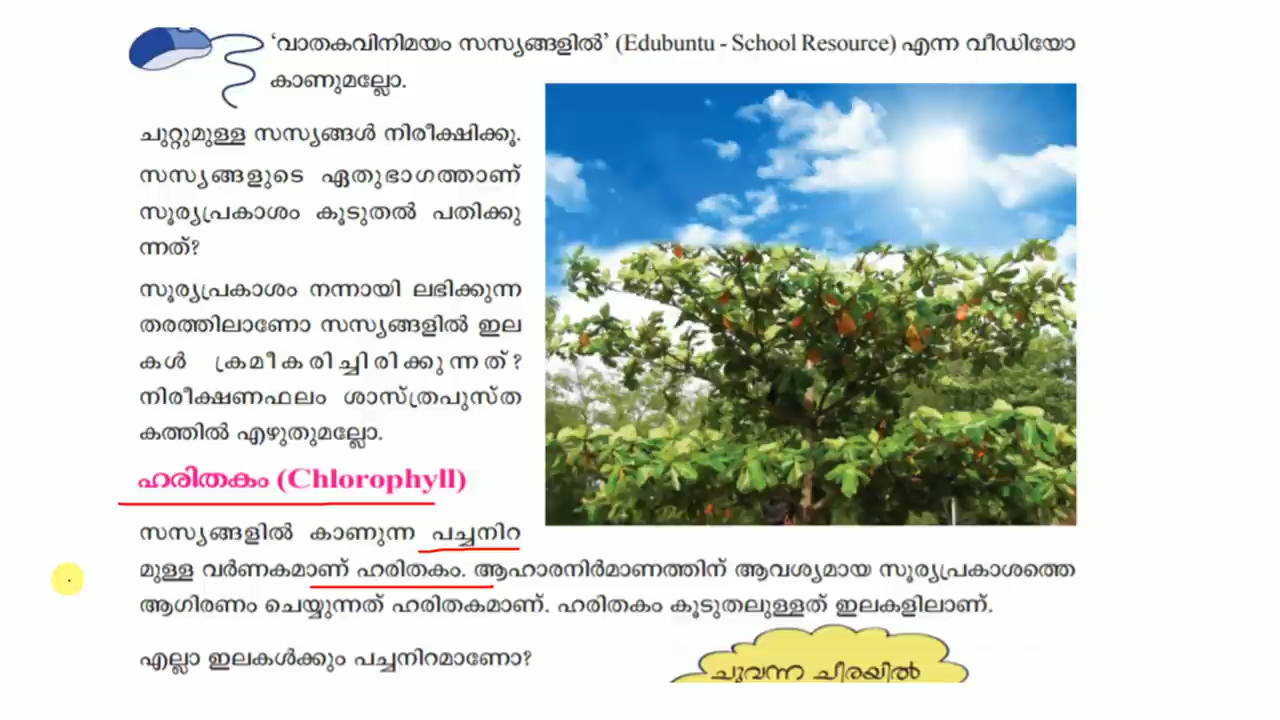 ‘വാതകവിനിമയം സസ്യങ്ങളിൽ’ (Edubuntu - School Resource) എന്ന വീഡിയോ
കാണുമല്ലോ.
ചുറ്റുമുള്ള സസ്യങ്ങൾ നിരീക്ഷിക്കൂ.
സസ്യങ്ങളുടെ ഏതുഭാഗത്താണ്
സൂര്യപ്രകാശം കൂടുതൽ പതിക്കു
ന്നത്?
സൂര്യപ്രകാശം നന്നായി ലഭിക്കുന്ന
തരത്തിലാണോ സസ്യങ്ങളിൽ ഇല
കൾ ക്രമീകരിച്ചിരിക്കുന്നത്?
നിരീക്ഷണഫലം ശാസ്ത്രപുസ്ത
കത്തിൽ എഴുതുമല്ലോ.
ഹരിതകം (Chlorophyll)
സസ്യങ്ങളിൽ കാണുന്ന പച്ചനിറ
മുള്ള വർണകമാണ് ഹരിതകം. ആഹാരനിർമാണത്തിന് ആവശ്യമായ സൂര്യപ്രകാശത്തെ
ആഗിരണം ചെയ്യുന്നത് ഹരിതകമാണ്. ഹരിതകം കൂടുതലുള്ളത് ഇലകളിലാണ്.
എല്ലാ ഇലകൾക്കും പച്ചനിറമാണോ?
ചുവന്ന ചീരയിൽ